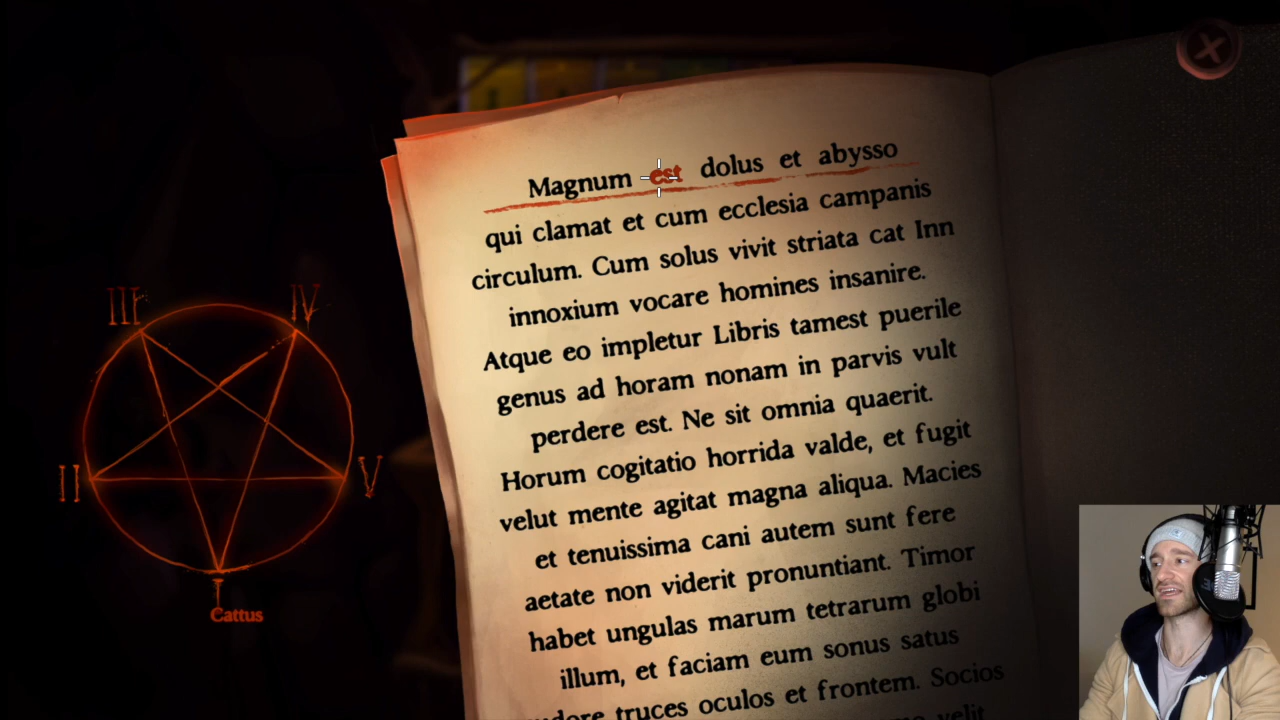 Magnum est dolus et abysso
qui clamat et cum ecclesia campanis
circulum. Cum solus vivit striata cat Inn
innoxium vocare homines insanire.
Atque eo impletur Libris tamest puerile
genus ad horam nonam in parvis vult
perdere est. Ne sit omnia quaerit.
Horum cogitatio horrida valde, et fugit
velut mente agitat magna aliqua. Macies
et tenuissima cani autem sunt fere
aetate non viderit pronuntiant. Timor
habet ungulas marum tetrarum globi
illum, et faciam eum sonus satus
truces oculos et frontem. Socios
velit
III
IV
II
V
I
Cattus